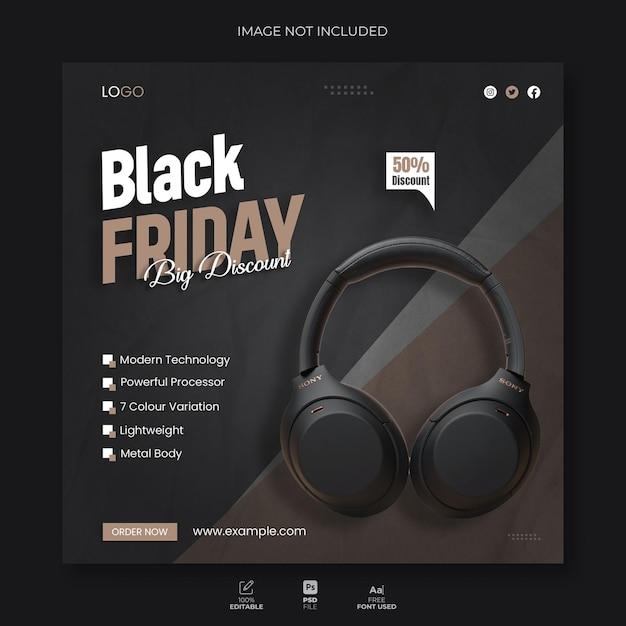 IMAGE NOT INCLUDED
LOGO
Black
FRIDAY
Big Discount
50%
Discount
Modern Technology
Powerful Processor
7 Colour Variation
Lightweight
Metal Body
SONY
SONY
ORDER NOW
www.example.com
Ps
Aa
100%
EDITABLE
PSD
FILE
FREE
FONT USED